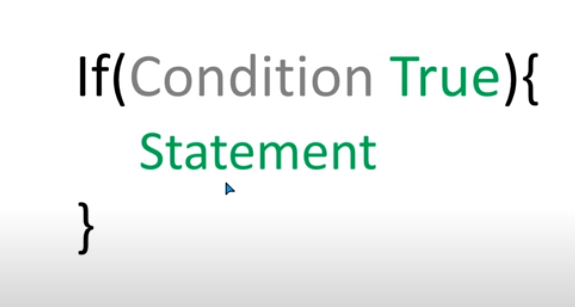 If(Condition True){
Statement
}